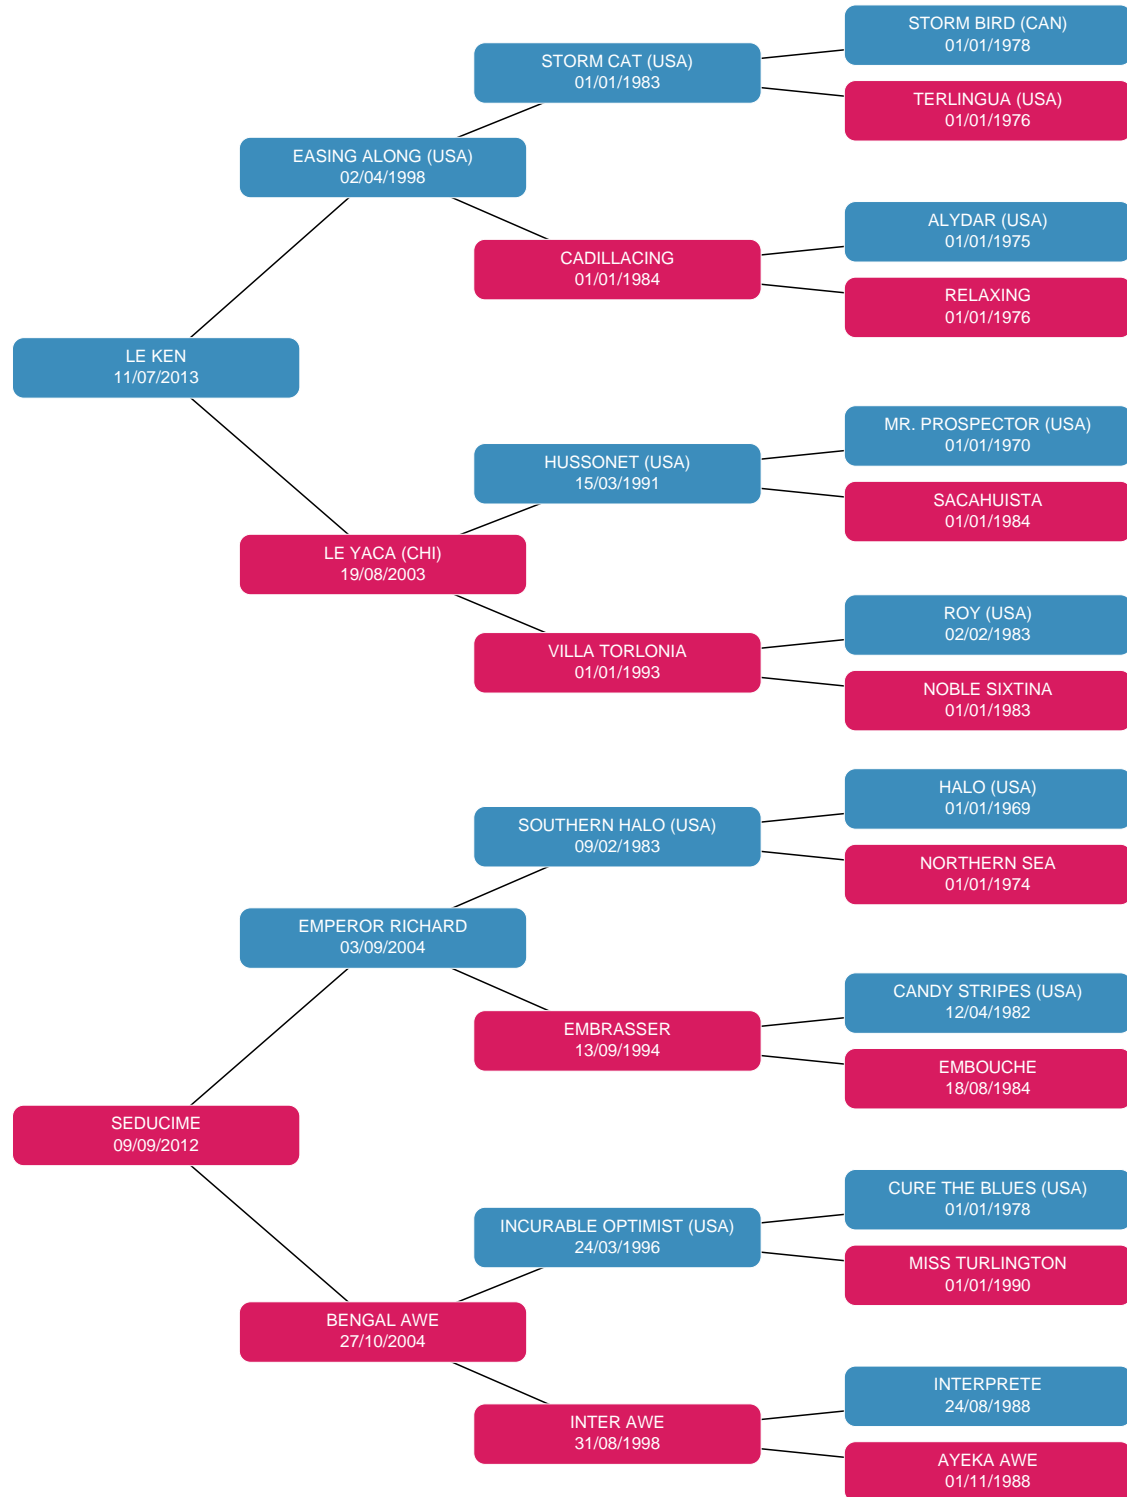 STORM BIRD (CAN)
01/01/1978
STORM CAT (USA)
01/01/1983
TERLINGUA (USA)
01/01/1976
EASING ALONG (USA)
02/04/1998
ALYDAR (USA)
01/01/1975
CADILLACING
01/01/1984
RELAXING
01/01/1976
LE KEN
11/07/2013
MR. PROSPECTOR (USA)
01/01/1970
HUSSONET (USA)
15/03/1991
SACAHUISTA
01/01/1984
LE YACA (CHI)
19/08/2003
ROY (USA)
02/02/1983
VILLA TORLONIA
01/01/1993
NOBLE SIXTINA
01/01/1983
HALO (USA)
01/01/1969
SOUTHERN HALO (USA)
09/02/1983
NORTHERN SEA
01/01/1974
EMPEROR RICHARD
03/09/2004
CANDY STRIPES (USA)
12/04/1982
EMBRASSER
13/09/1994
EMBOUCHE
18/08/1984
SEDUCIME
09/09/2012
CURE THE BLUES (USA)
01/01/1978
INCURABLE OPTIMIST (USA)
24/03/1996
MISS TURLINGTON
01/01/1990
BENGAL AWE
27/10/2004
INTERPRETE
24/08/1988
INTER AWE
31/08/1998
AYEKA AWE
01/11/1988